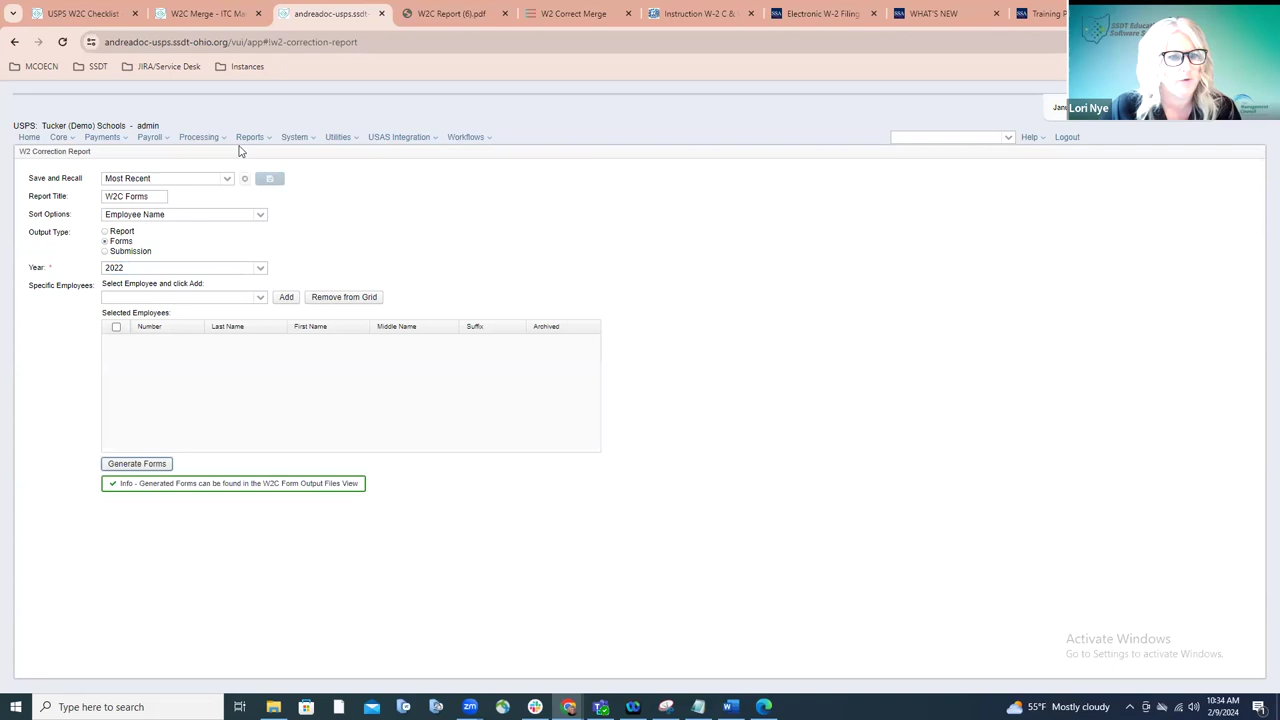 W2C Merge - ITC Ma
andreadoc-uspsssdt
W2C Report (6).pdf
W2 Correct Merge
Instruction W-2 C &
Electronic W-2 Filing
WHAT'S NEW
Training P
andreadoc-usps.ssdt-ohio.org/vui/app#!w2-correction-report
MCOECN
SSDT
JIRA/Service Desk
Instances
Lori Nye
USPS: Tucker (Demo) Schools - admin
Home Core Payments Payroll Processing Reports System Utilities USAS Integration Workflows Help Logout
W2 Correction Report
Save and Recall Most Recent
Report Title: W2C Forms
Sort Options: Employee Name
Output Type: Report
Forms
Submission
Year: * 2022
Specific Employees: Select Employee and click Add:
Add Remove from Grid
Selected Employees:
Number Last Name First Name Middle Name Suffix Archived
Generate Forms
Info - Generated Forms can be found in the W2C Form Output Files View
Activate Windows
Go to Settings to activate Windows.
Type here to search
55°F Mostly cloudy
10:34 AM
2/9/2024